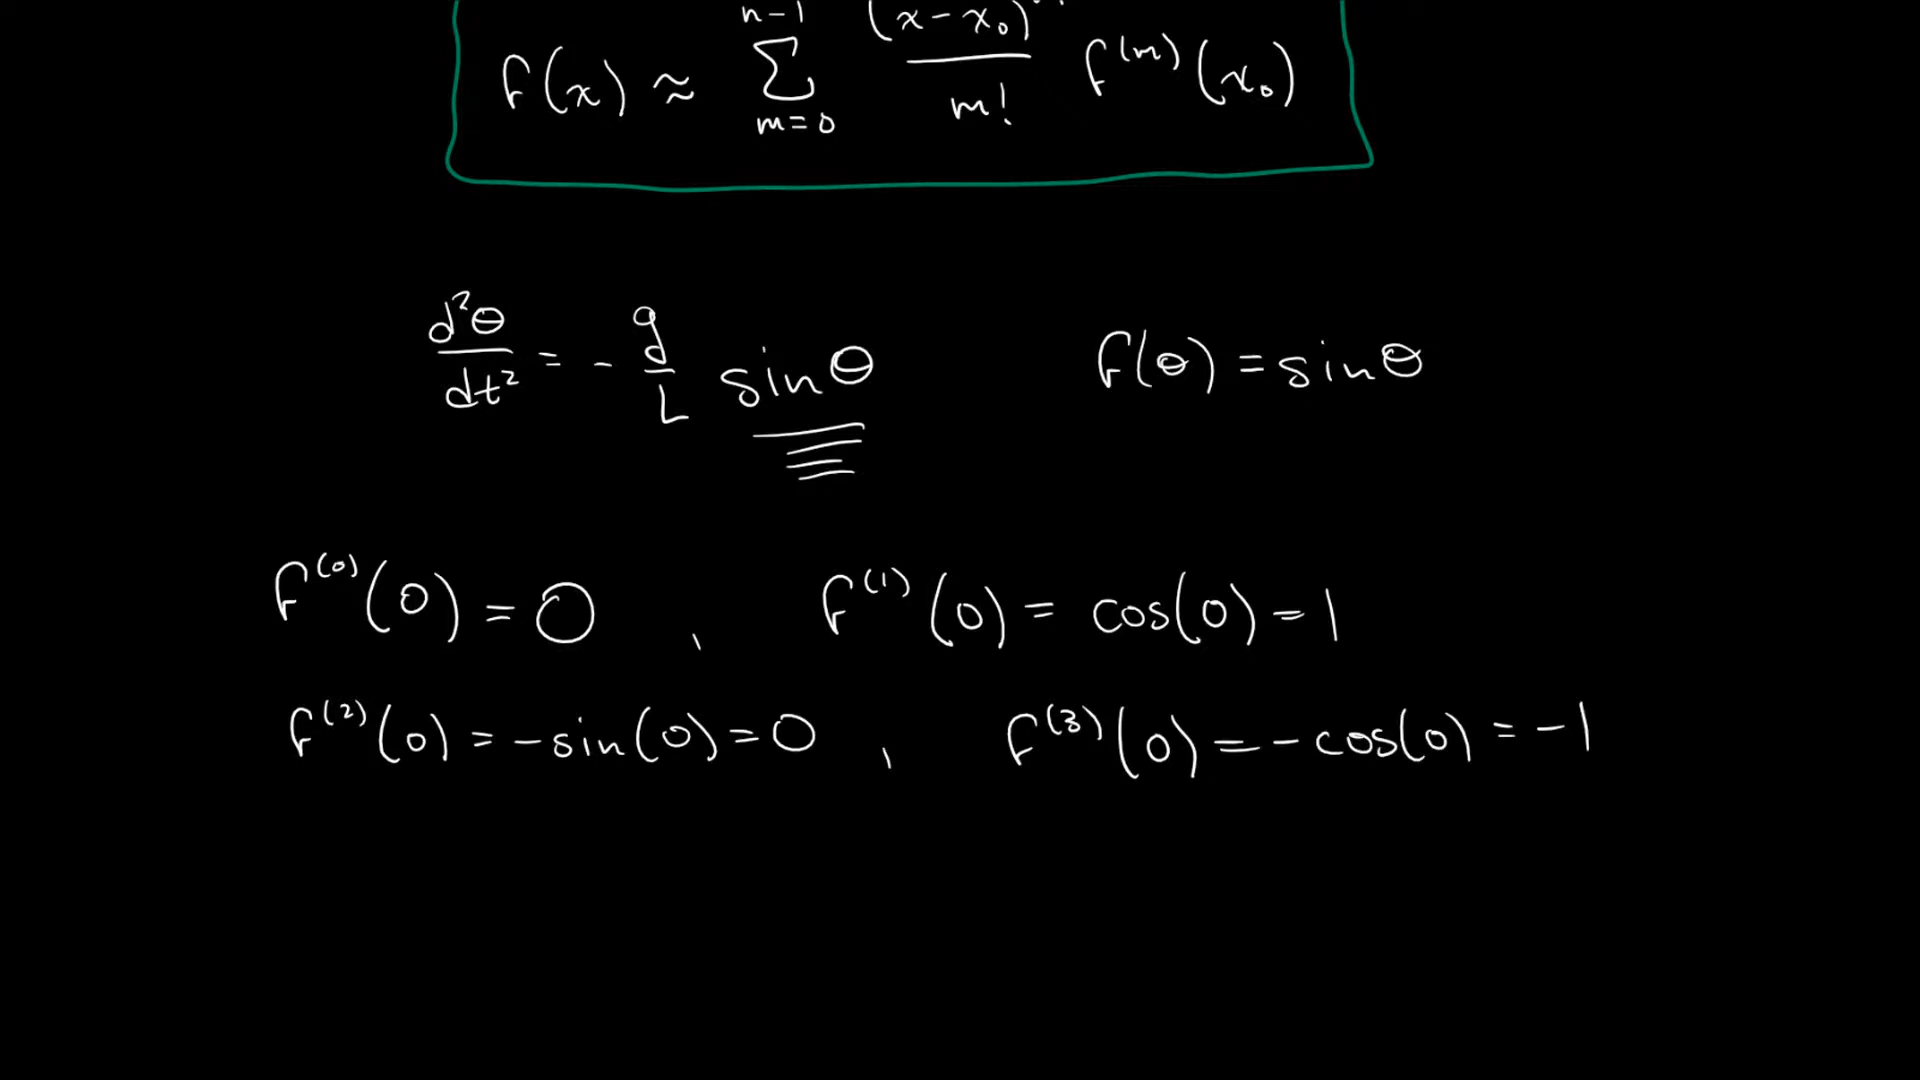 f(x) ≈ n-1 Σ m=0 (x-x₀) / m! f^(m)(x₀)
d²θ/dt² = - g/L sinθ f(θ) = sinθ
f^(0)(0) = 0 , f^(1)(0) = cos(0) = 1
f^(2)(0) = -sin(0) = 0 , f^(3)(0) = -cos(0) = -1